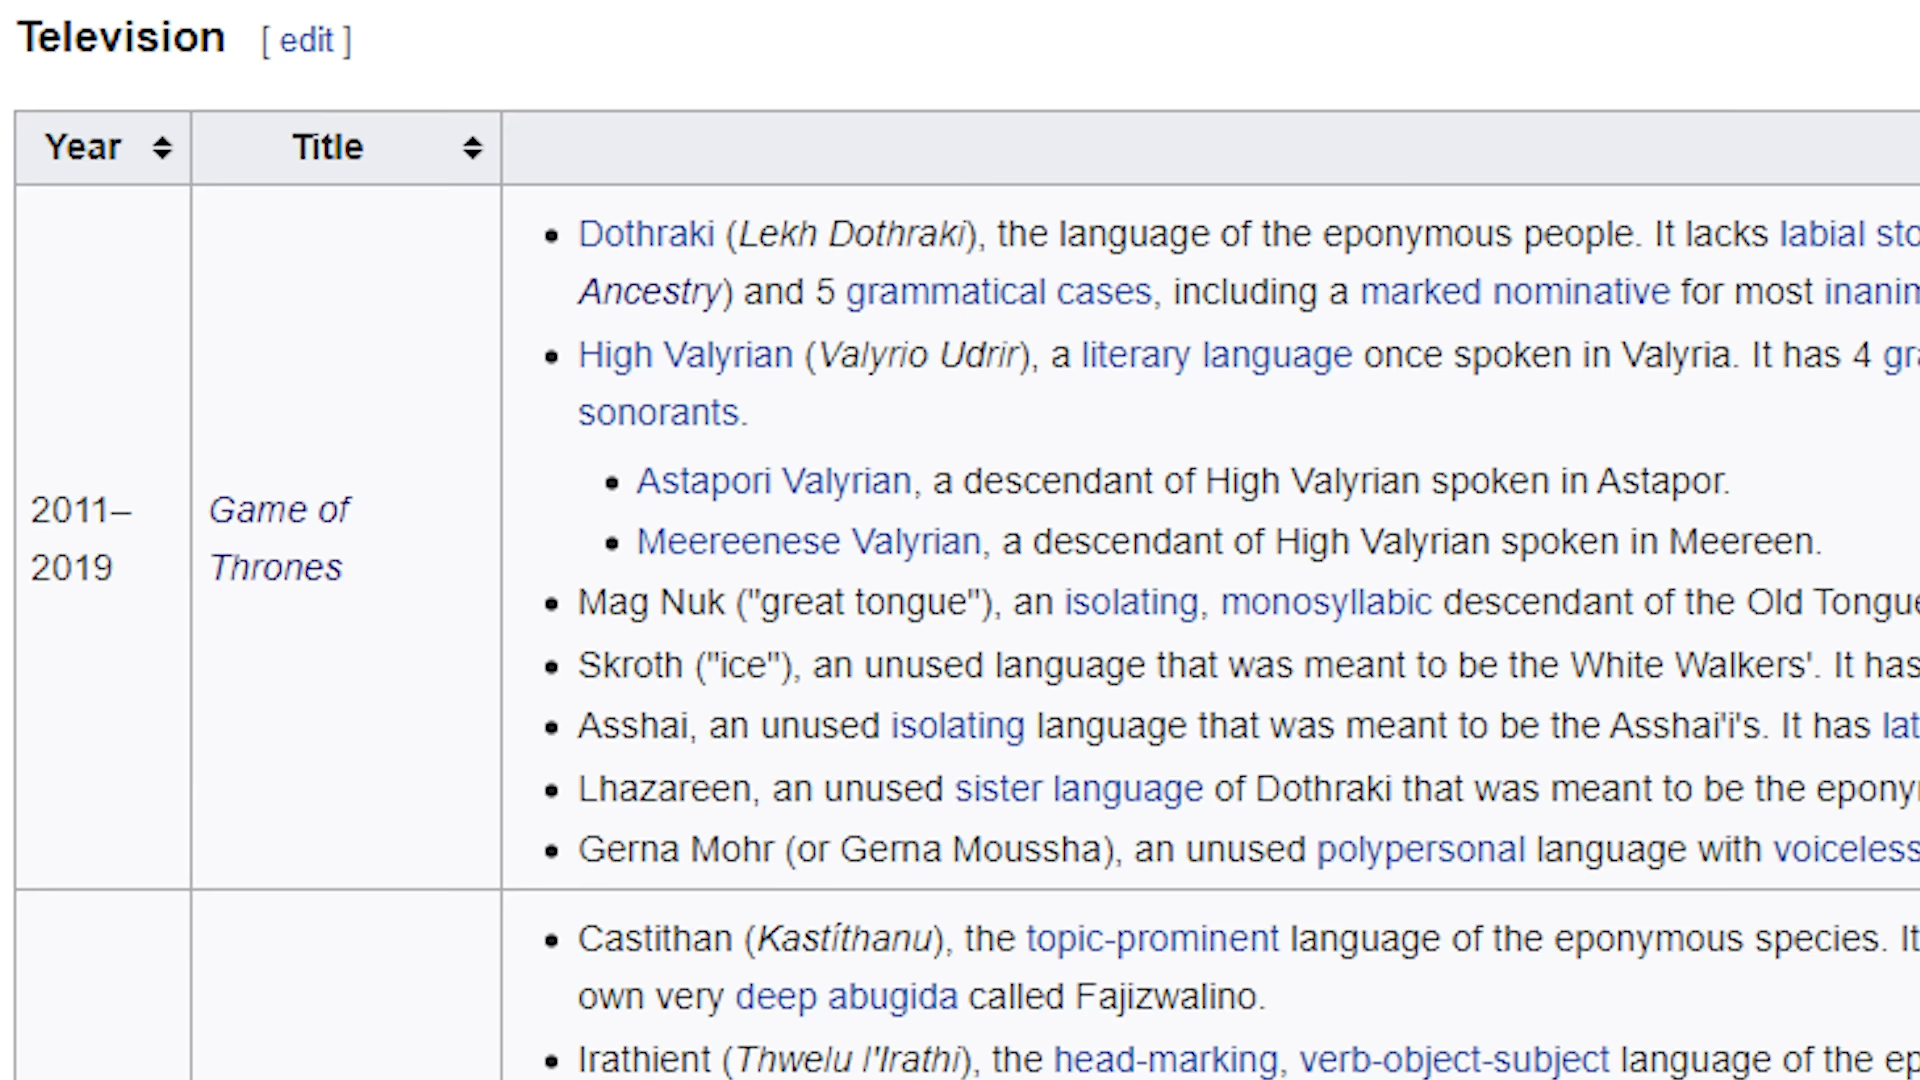 Television [ edit ]
Year Title
2011–
2019
Game of
Thrones
• Dothraki (Lekh Dothraki), the language of the eponymous people. It lacks labial
Ancestry) and 5 grammatical cases, including a marked nominative for most
• High Valyrian (Valyrio Udrir), a literary language once spoken in Valyria. It has 4
sonorants.
• Astapori Valyrian, a descendant of High Valyrian spoken in Astapor.
• Meereenese Valyrian, a descendant of High Valyrian spoken in Meereen.
• Mag Nuk ("great tongue"), an isolating, monosyllabic descendant of the Old Tongue
• Skroth ("ice"), an unused language that was meant to be the White Walkers'. It has
• Asshai, an unused isolating language that was meant to be the Asshai'i's. It has
• Lhazareen, an unused sister language of Dothraki that was meant to be the
• Gerna Mohr (or Gerna Moussha), an unused polypersonal language with voiceless
• Castithan (Kastíthanu), the topic-prominent language of the eponymous species. It
own very deep abugida called Fajizwalino.
• Irathient (Thwelu l'Irathi), the head-marking, verb-object-subject language of the